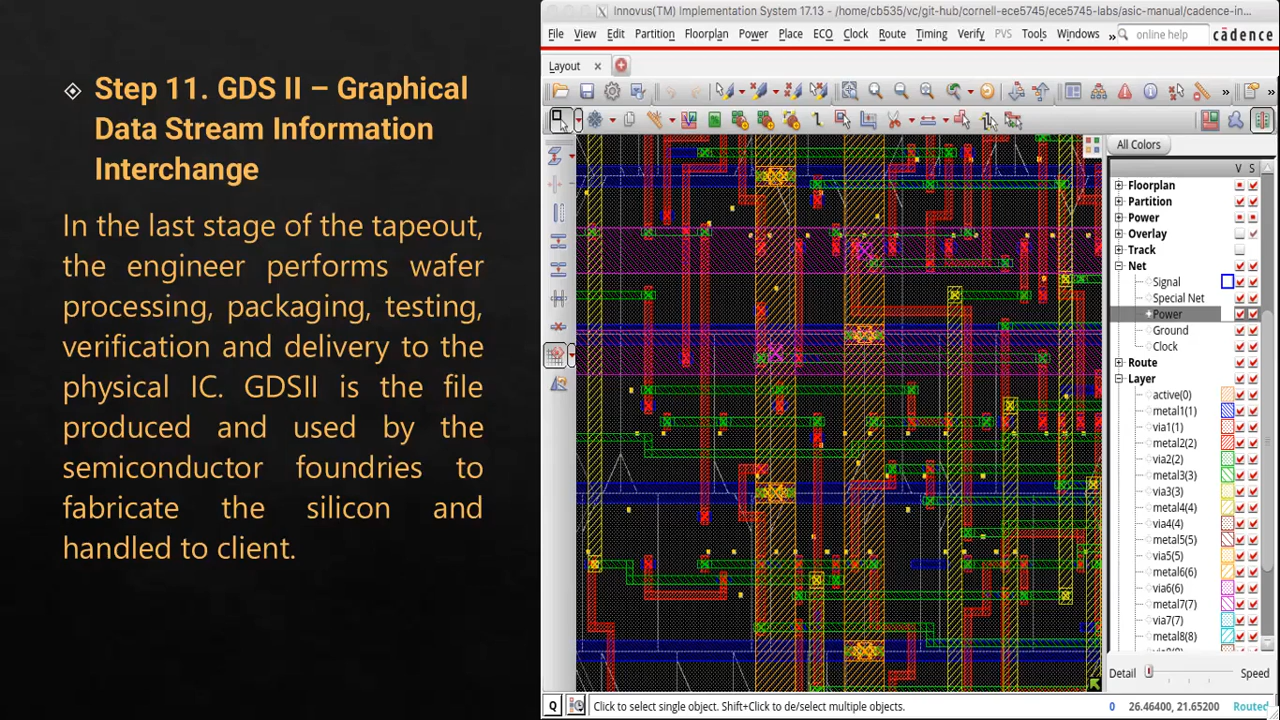 Step 11. GDS II – Graphical
Data Stream Information
Interchange
In the last stage of the tapeout,
the engineer performs wafer
processing, packaging, testing,
verification and delivery to the
physical IC. GDSII is the file
produced and used by the
semiconductor foundries to
fabricate the silicon and
handled to client.
Innovus(TM) Implementation System 17.13 - /home/cb535/vc/git-hub/cornell-ece5745/ece5745-labs/asic-manual/cadence-in...
File View Edit Partition Floorplan Power Place ECO Clock Route Timing Verify PVS Tools Windows » online help cādence
Layout
All Colors
V S
Floorplan
Partition
Power
Overlay
Track
Net
Signal
Special Net
Power
Ground
Clock
Route
Layer
active(0)
metal1(1)
via1(1)
metal2(2)
via2(2)
metal3(3)
via3(3)
metal4(4)
via4(4)
metal5(5)
via5(5)
metal6(6)
via6(6)
metal7(7)
via7(7)
metal8(8)
Detail Speed
Q Click to select single object. Shift+Click to de/select multiple objects. 0 26.46400, 21.65200 Routed